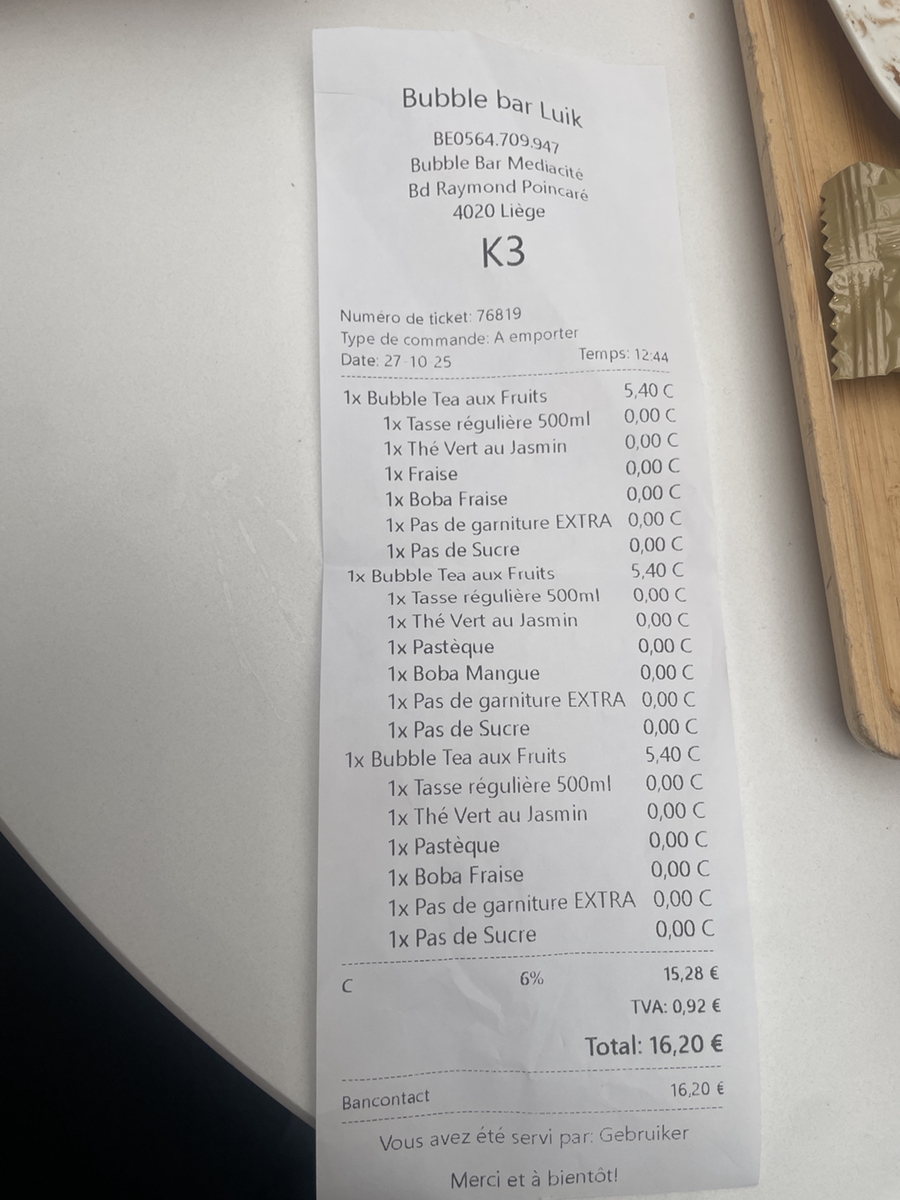 Bubble bar Luik
BE0564.709.947
Bubble Bar Mediacité
Bd Raymond Poincaré
4020 Liège
K3
Numéro de ticket: 76819
Type de commande: A emporter
Date: 27-10-25 Temps: 12:44
1x Bubble Tea aux Fruits 5,40 C
1x Tasse régulière 500ml 0,00 C
1x Thé Vert au Jasmin 0,00 C
1x Fraise 0,00 C
1x Boba Fraise 0,00 C
1x Pas de garniture EXTRA 0,00 C
1x Pas de Sucre 0,00 C
1x Bubble Tea aux Fruits 5,40 C
1x Tasse régulière 500ml 0,00 C
1x Thé Vert au Jasmin 0,00 C
1x Pastèque 0,00 C
1x Boba Mangue 0,00 C
1x Pas de garniture EXTRA 0,00 C
1x Pas de Sucre 0,00 C
1x Bubble Tea aux Fruits 5,40 C
1x Tasse régulière 500ml 0,00 C
1x Thé Vert au Jasmin 0,00 C
1x Pastèque 0,00 C
1x Boba Fraise 0,00 C
1x Pas de garniture EXTRA 0,00 C
1x Pas de Sucre 0,00 C
C 6% 15,28 €
TVA: 0,92 €
Total: 16,20 €
Bancontact 16,20 €
Vous avez été servi par: Gebruiker
Merci et à bientôt!